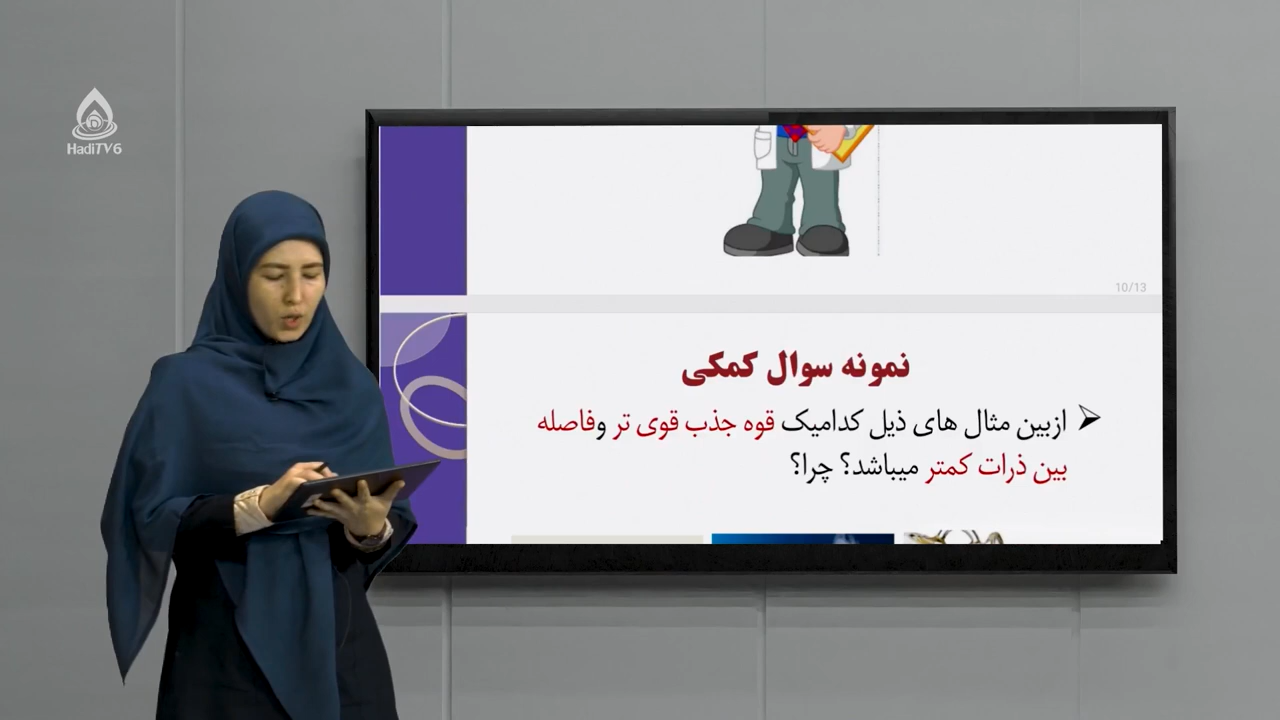 HadiTV6
10/13
نمونه سوال کمکی
ازبین مثال های ذیل کدامیک قوه جذب قوی تر وفاصله
بین ذرات کمتر میباشد؟ چرا؟